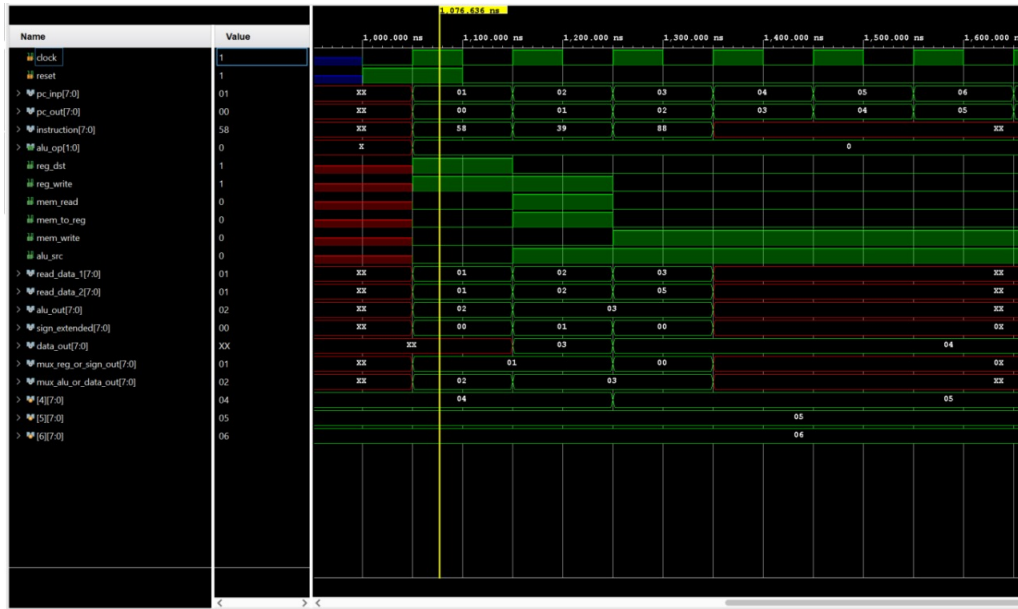 1,076.636 ns
Name Value
1,000.000 ns 1,100.000 ns 1,200.000 ns 1,300.000 ns 1,400.000 ns 1,500.000 ns 1,600.000
clock 1
reset 1
> pc_inp[7:0] 01 XX 01 02 03 04 05 06
> pc_out[7:0] 00 XX 00 01 02 03 04 05
> instruction[7:0] 58 XX 58 39 88 XX
> alu_op[1:0] 0 X 0
reg_dst 1
reg_write 1
mem_read 0
mem_to_reg 0
mem_write 0
alu_src 0
> read_data_1[7:0] 01 XX 01 02 03 XX
> read_data_2[7:0] 01 XX 01 02 05 XX
> alu_out[7:0] 02 XX 02 03 XX
> sign_extended[7:0] 00 XX 00 01 00 0X
> data_out[7:0] XX XX 03 04
> mux_reg_or_sign_out[7:0] 01 XX 01 00 0X
> mux_alu_or_data_out[7:0] 02 XX 02 03 XX
> [4][7:0] 04 04 05
> [5][7:0] 05 05
> [6][7:0] 06 06